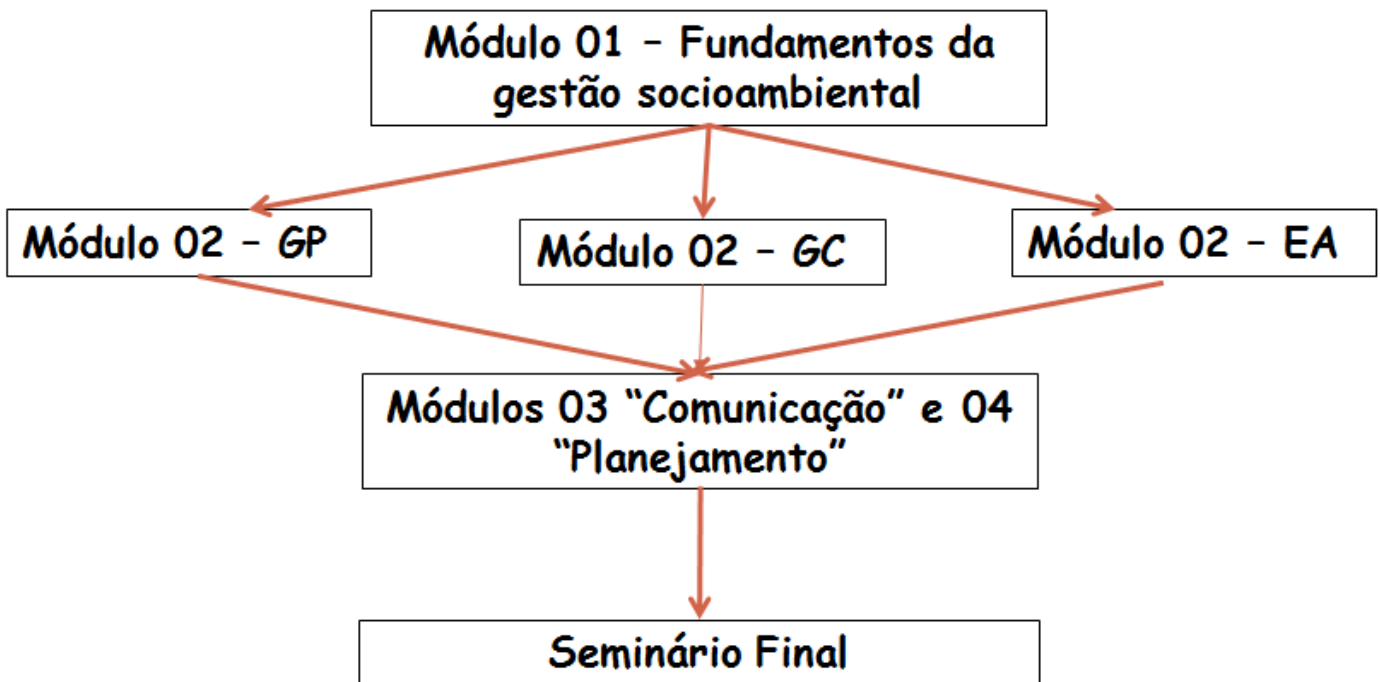 Módulo 01 – Fundamentos da
gestão socioambiental
Módulo 02 – GP
Módulo 02 – GC
Módulo 02 – EA
Módulos 03 “Comunicação” e 04
“Planejamento”
Seminário Final